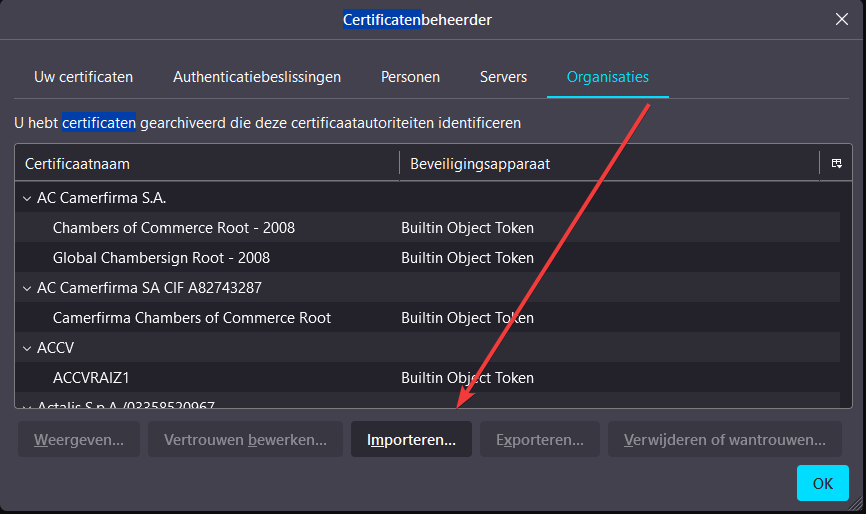 Certificatenbeheerder
Uw certificaten Authenticatiebeslissingen Personen Servers Organisaties
U hebt certificaten gearchiveerd die deze certificaatautoriteiten identificeren
Certificaatnaam Beveiligingsapparaat
AC Camerfirma S.A.
Chambers of Commerce Root - 2008 Builtin Object Token
Global Chambersign Root - 2008 Builtin Object Token
AC Camerfirma SA CIF A82743287
Camerfirma Chambers of Commerce Root Builtin Object Token
ACCV
ACCVRAIZ1 Builtin Object Token
Actalis S.p.A./03358520967
Weergeven... Vertrouwen bewerken... Importeren... Exporteren... Verwijderen of wantrouwen...
OK